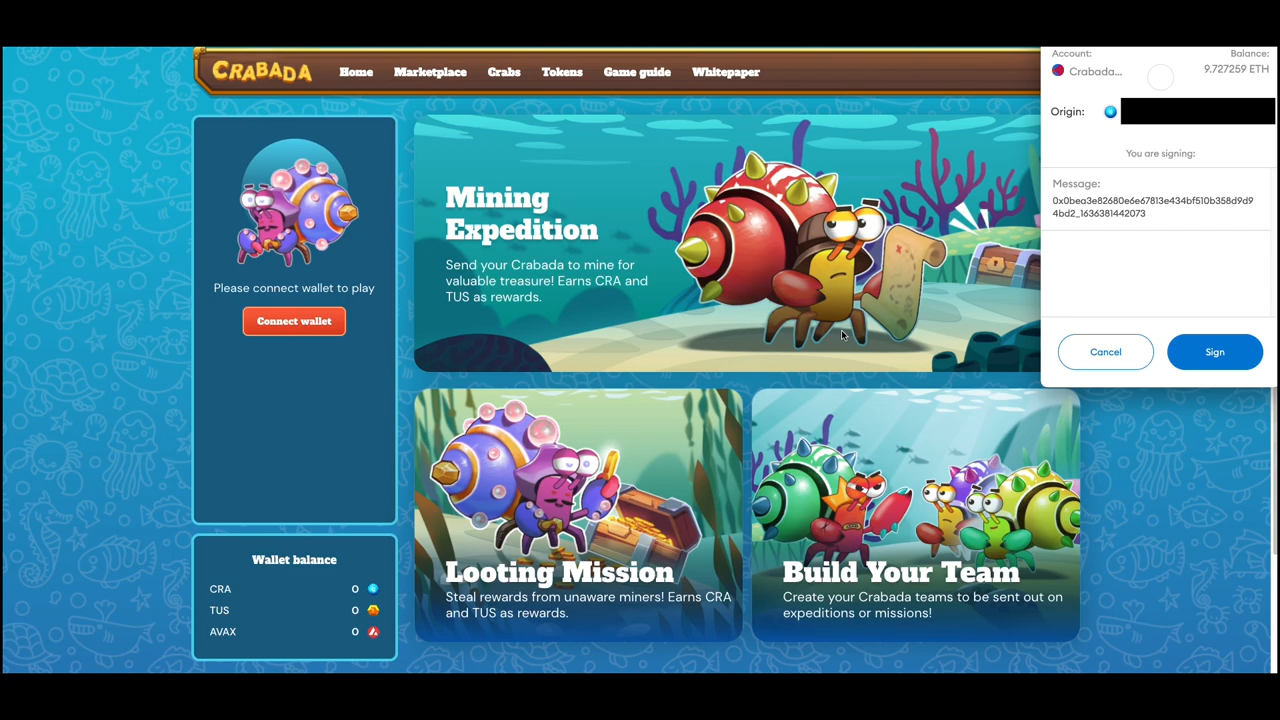 CRABADA
Home
Marketplace
Crabs
Tokens
Game guide
Whitepaper
Account:
Balance:
Crabada...
9.727259 ETH
Origin:
You are signing:
Message:
0x0bea3e82680e6e67813e434bf510b358d9d9
4bd2_1636381442073
Cancel
Sign
Please connect wallet to play
Connect wallet
Mining
Expedition
Send your Crabada to mine for
valuable treasure! Earns CRA and
TUS as rewards.
Wallet balance
CRA 0
TUS 0
AVAX 0
Looting Mission
Steal rewards from unaware miners! Earns CRA
and TUS as rewards.
Build Your Team
Create your Crabada teams to be sent out on
expeditions or missions!